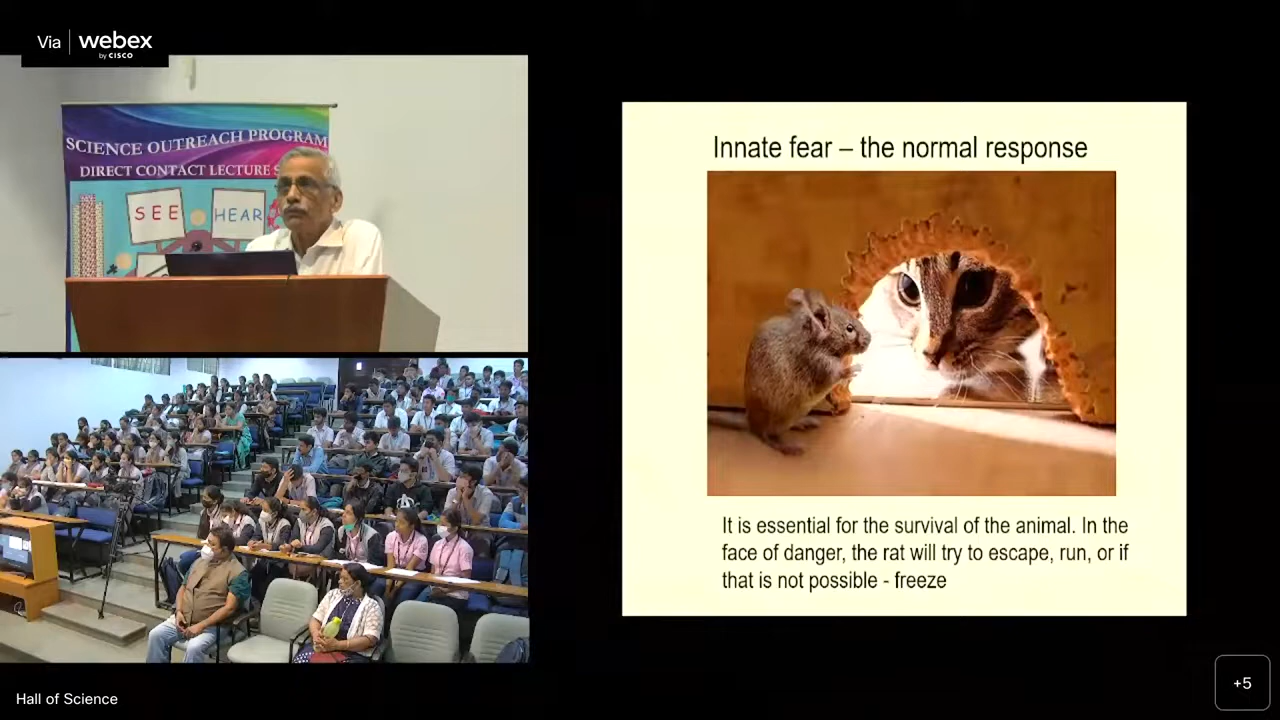 Via webex
by CISCO
SCIENCE OUTREACH PROGRAM
DIRECT CONTACT LECTURE
SEE
HEAR
Innate fear – the normal response
It is essential for the survival of the animal. In the
face of danger, the rat will try to escape, run, or if
that is not possible - freeze
Hall of Science
+5